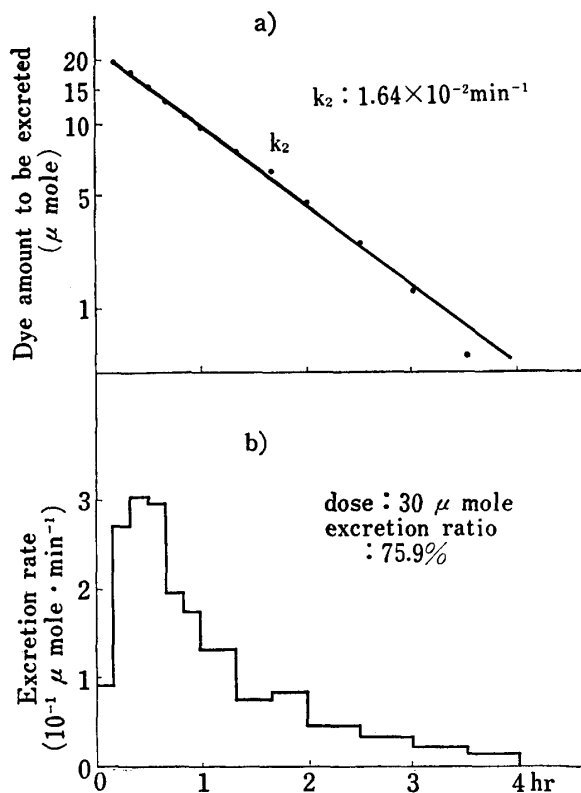 a)
20
15
10
5
1
Dye amount to be excreted
(μ mole)
k₂ : 1.64×10⁻²min⁻¹
k₂
b)
3
2
1
0
Excretion rate
(10⁻¹ μ mole · min⁻¹)
dose : 30 μ mole
excretion ratio
: 75.9%
0 1 2 3 4 hr